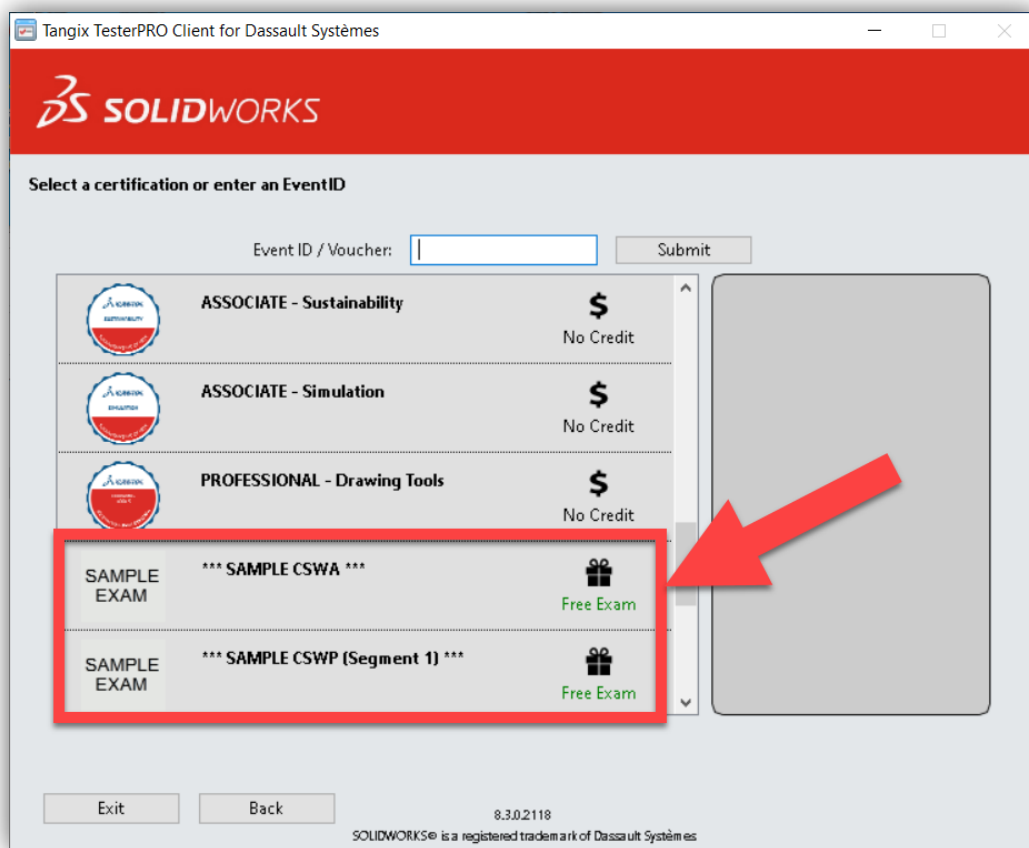 Tangix TesterPRO Client for Dassault Systèmes
SOLIDWORKS
Select a certification or enter an EventID
Event ID / Voucher: Submit
ASSOCIATE - Sustainability
$
No Credit
ASSOCIATE - Simulation
$
No Credit
PROFESSIONAL - Drawing Tools
$
No Credit
SAMPLE
EXAM
*** SAMPLE CSWA ***
Free Exam
SAMPLE
EXAM
*** SAMPLE CSWP (Segment 1) ***
Free Exam
Exit Back
8.3.0.2118
SOLIDWORKS® is a registered trademark of Dassault Systèmes